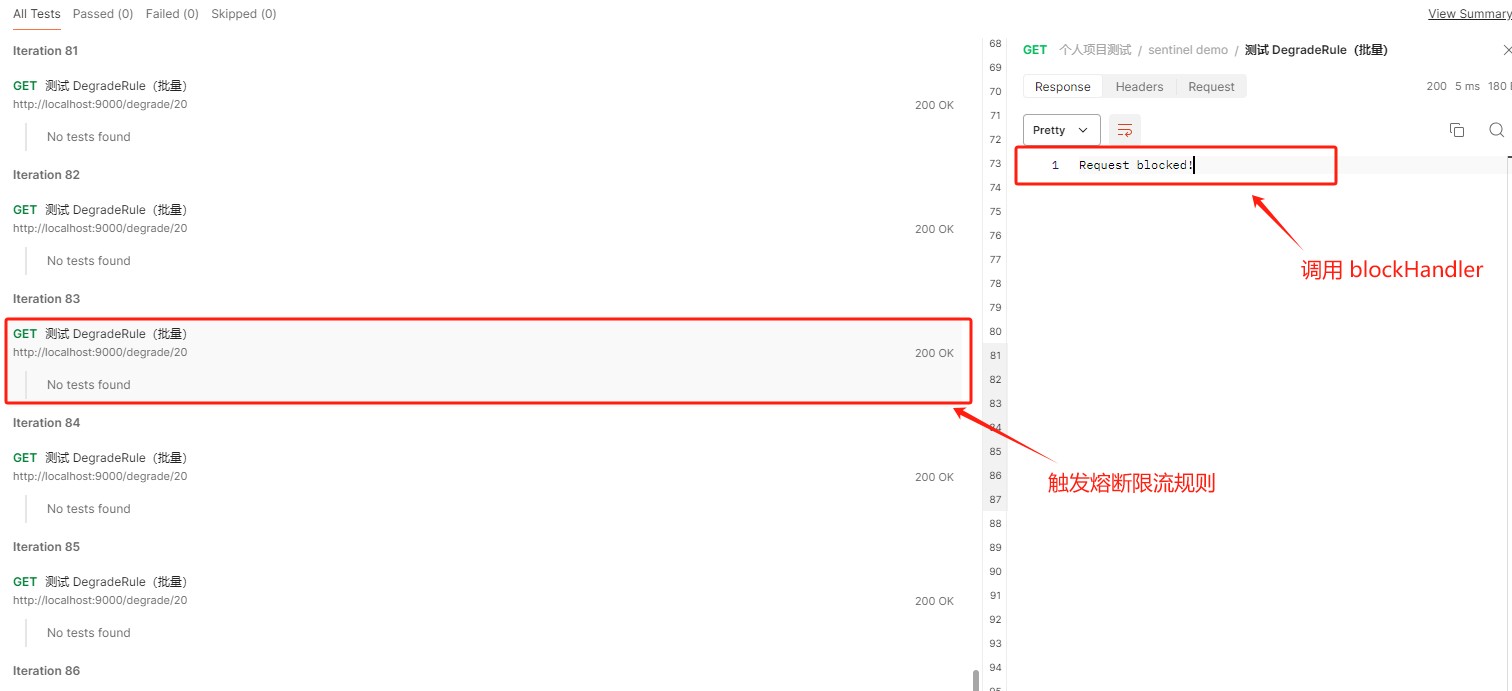 All Tests Passed (0) Failed (0) Skipped (0)
View Summary
Iteration 81
GET 测试 DegradeRule（批量）
http://localhost:9000/degrade/20
200 OK
No tests found
Iteration 82
GET 测试 DegradeRule（批量）
http://localhost:9000/degrade/20
200 OK
No tests found
Iteration 83
GET 测试 DegradeRule（批量）
http://localhost:9000/degrade/20
200 OK
No tests found
Iteration 84
GET 测试 DegradeRule（批量）
http://localhost:9000/degrade/20
200 OK
No tests found
Iteration 85
GET 测试 DegradeRule（批量）
http://localhost:9000/degrade/20
200 OK
No tests found
Iteration 86
68
69
70
71
72
73
74
75
76
77
78
79
80
81
82
83
84
85
86
87
88
89
90
91
92
93
94
95
GET 个人项目测试 / sentinel demo / 测试 DegradeRule（批量）
Response Headers Request
200 5 ms 180
Pretty
1 Request blocked!
调用 blockHandler
触发熔断限流规则